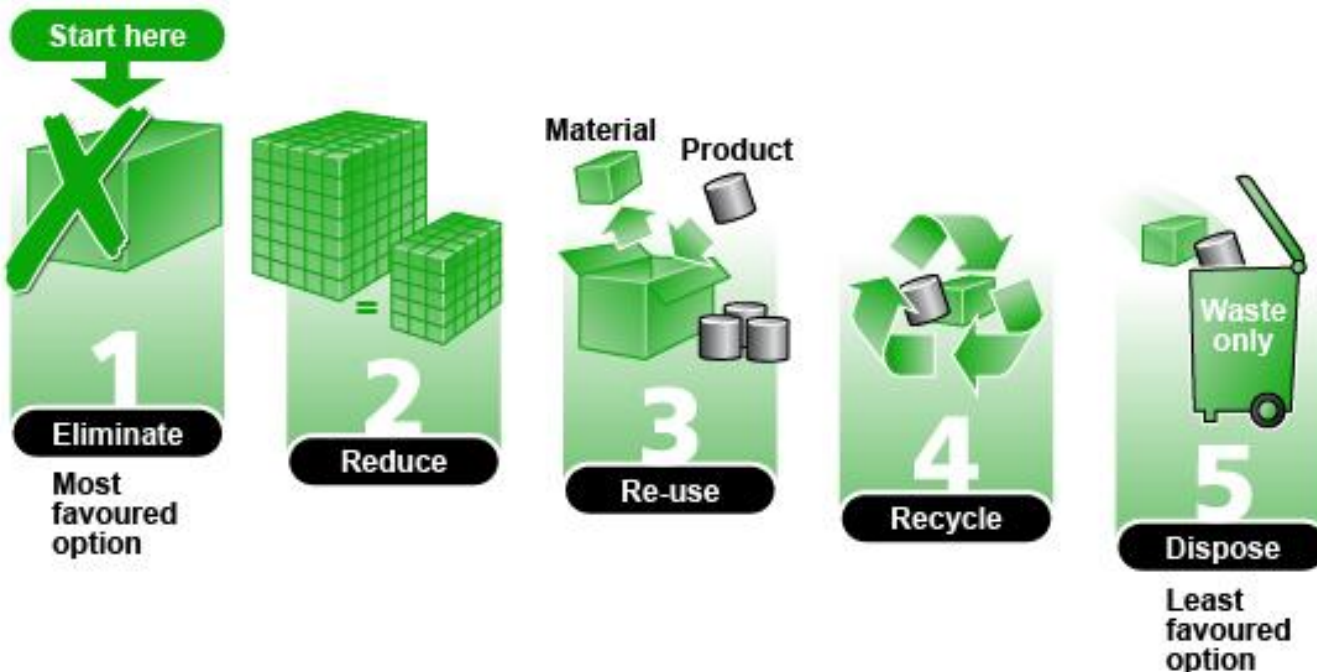 Start here
1
Eliminate
Most
favoured
option
=
2
Reduce
Material
Product
3
Re-use
4
Recycle
Waste
only
5
Dispose
Least
favoured
option